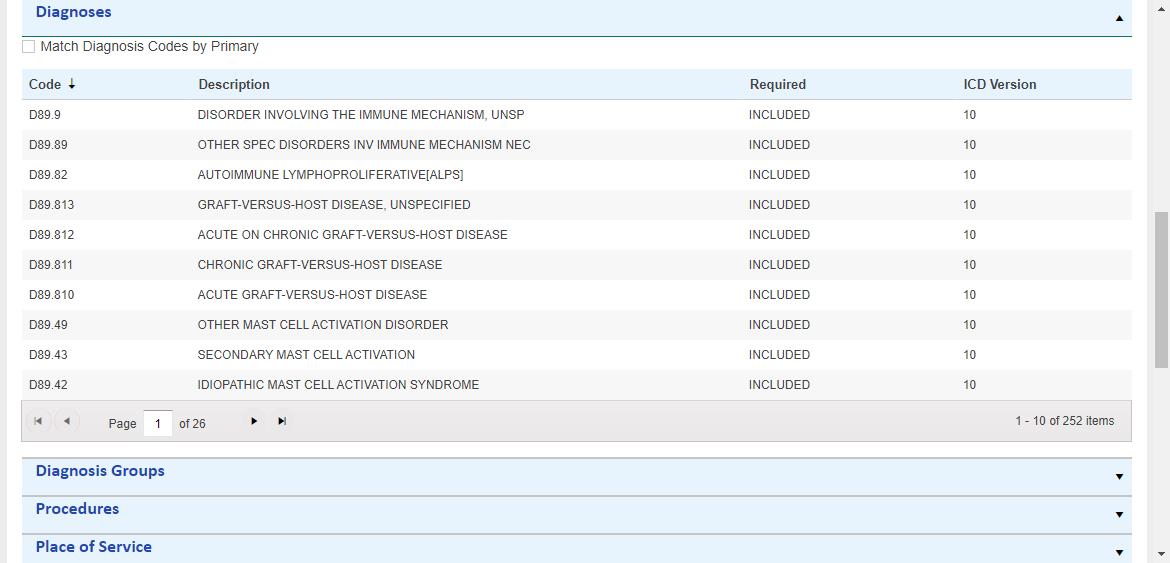 Diagnoses
Match Diagnosis Codes by Primary
Code Description Required ICD Version
D89.9 DISORDER INVOLVING THE IMMUNE MECHANISM, UNSP INCLUDED 10
D89.89 OTHER SPEC DISORDERS INV IMMUNE MECHANISM NEC INCLUDED 10
D89.82 AUTOIMMUNE LYMPHOPROLIFERATIVE[ALPS] INCLUDED 10
D89.813 GRAFT-VERSUS-HOST DISEASE, UNSPECIFIED INCLUDED 10
D89.812 ACUTE ON CHRONIC GRAFT-VERSUS-HOST DISEASE INCLUDED 10
D89.811 CHRONIC GRAFT-VERSUS-HOST DISEASE INCLUDED 10
D89.810 ACUTE GRAFT-VERSUS-HOST DISEASE INCLUDED 10
D89.49 OTHER MAST CELL ACTIVATION DISORDER INCLUDED 10
D89.43 SECONDARY MAST CELL ACTIVATION INCLUDED 10
D89.42 IDIOPATHIC MAST CELL ACTIVATION SYNDROME INCLUDED 10
Page 1 of 26 1 - 10 of 252 items
Diagnosis Groups
Procedures
Place of Service